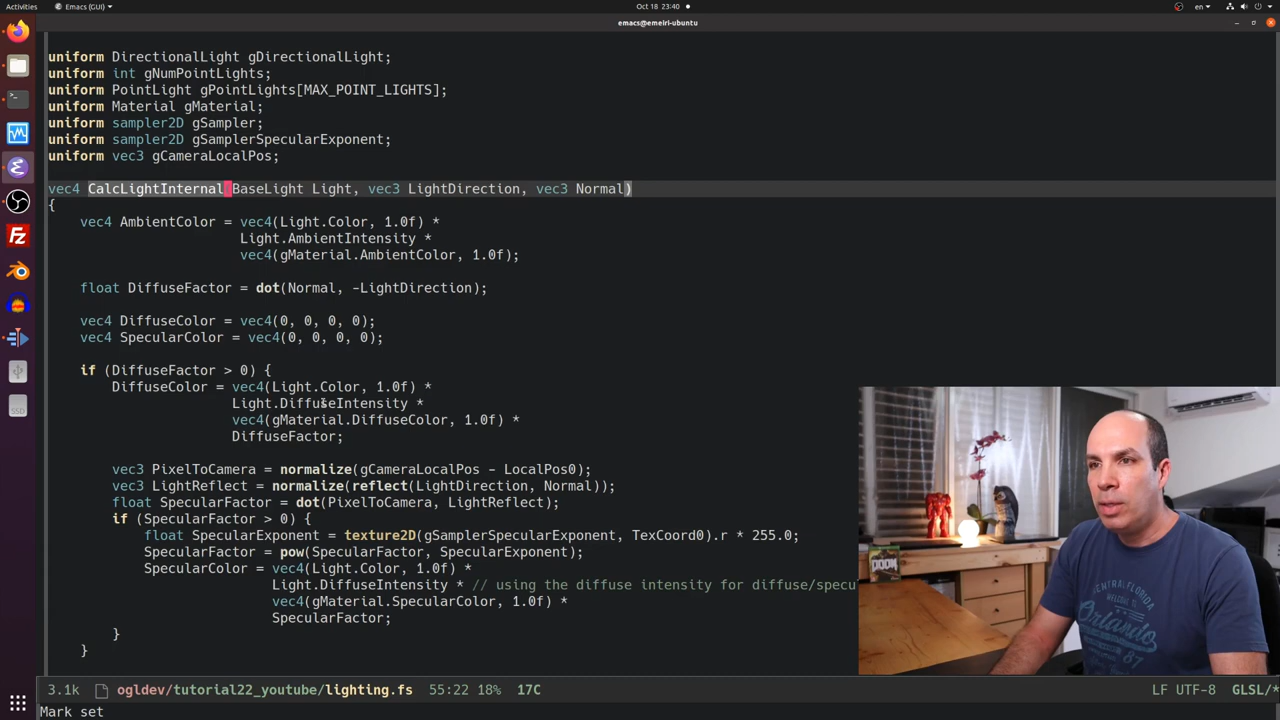 Activities
Emacs (GUI)
Oct 18 23:40
en
emacs@emeiri-ubuntu
uniform DirectionalLight gDirectionalLight;
uniform int gNumPointLights;
uniform PointLight gPointLights[MAX_POINT_LIGHTS];
uniform Material gMaterial;
uniform sampler2D gSampler;
uniform sampler2D gSamplerSpecularExponent;
uniform vec3 gCameraLocalPos;
vec4 CalcLightInternal(BaseLight Light, vec3 LightDirection, vec3 Normal)
{
vec4 AmbientColor = vec4(Light.Color, 1.0f) *
Light.AmbientIntensity *
vec4(gMaterial.AmbientColor, 1.0f);
float DiffuseFactor = dot(Normal, -LightDirection);
vec4 DiffuseColor = vec4(0, 0, 0, 0);
vec4 SpecularColor = vec4(0, 0, 0, 0);
if (DiffuseFactor > 0) {
DiffuseColor = vec4(Light.Color, 1.0f) *
Light.DiffuseIntensity *
vec4(gMaterial.DiffuseColor, 1.0f) *
DiffuseFactor;
vec3 PixelToCamera = normalize(gCameraLocalPos - LocalPos0);
vec3 LightReflect = normalize(reflect(LightDirection, Normal));
float SpecularFactor = dot(PixelToCamera, LightReflect);
if (SpecularFactor > 0) {
float SpecularExponent = texture2D(gSamplerSpecularExponent, TexCoord0).r * 255.0;
SpecularFactor = pow(SpecularFactor, SpecularExponent);
SpecularColor = vec4(Light.Color, 1.0f) *
Light.DiffuseIntensity * // using the diffuse intensity for diffuse/specu
vec4(gMaterial.SpecularColor, 1.0f) *
SpecularFactor;
}
}
DOOM
CENTRAL FLORIDA
WELCOME TO
Orlando
87
SSD
3.1k ogldev/tutorial22_youtube/lighting.fs 55:22 18% 17C LF UTF-8 GLSL/*
Mark set